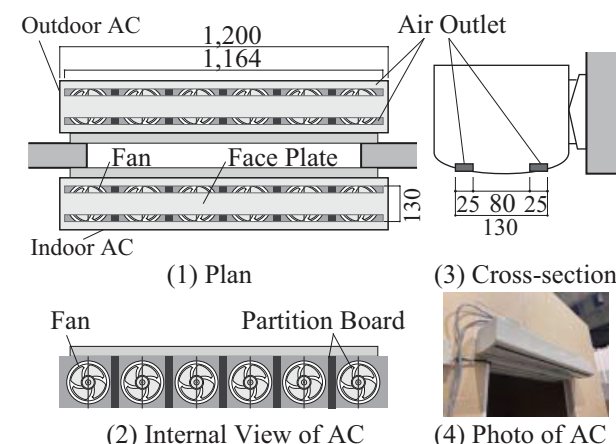 Outdoor AC
1,200
1,164
Air Outlet
Fan
Face Plate
130
Indoor AC
(1) Plan
25 80 25
130
(3) Cross-section
Fan
Partition Board
(2) Internal View of AC
(4) Photo of AC